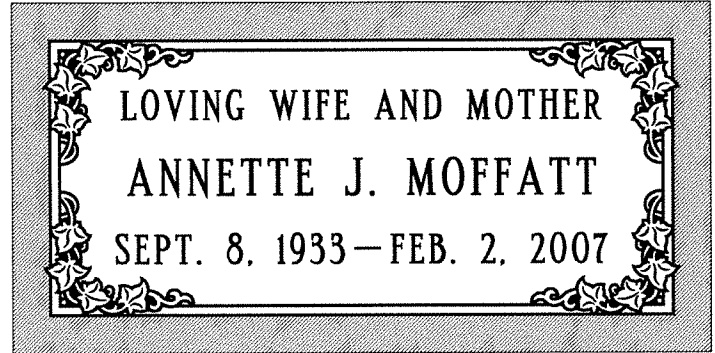 LOVING WIFE AND MOTHER
ANNETTE J. MOFFATT
SEPT. 8, 1933—FEB. 2, 2007